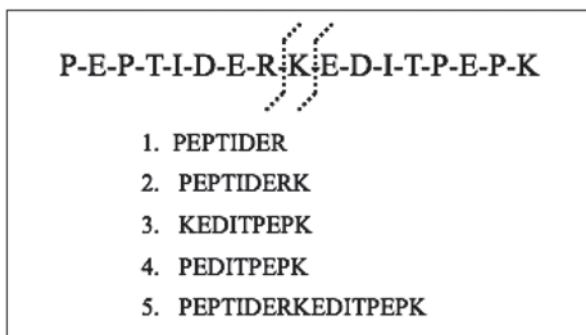 P-E-P-T-I-D-E-R-K-E-D-I-T-P-E-P-K
1. PEPTIDER
2. PEPTIDERK
3. KEDITPEPK
4. PEDITPEPK
5. PEPTIDERKEDITPEPK